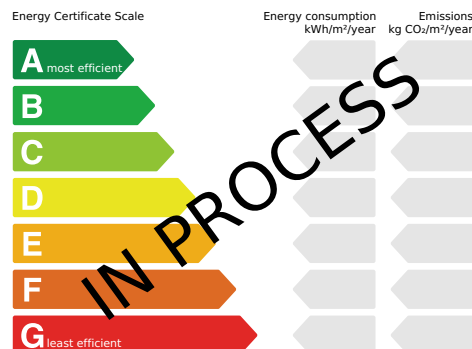 Energy Certificate Scale
Energy consumption
kWh/m²/year
Emissions
kg CO₂/m²/year
A most efficient
B
C
D
E
F
G least efficient
IN PROCESS